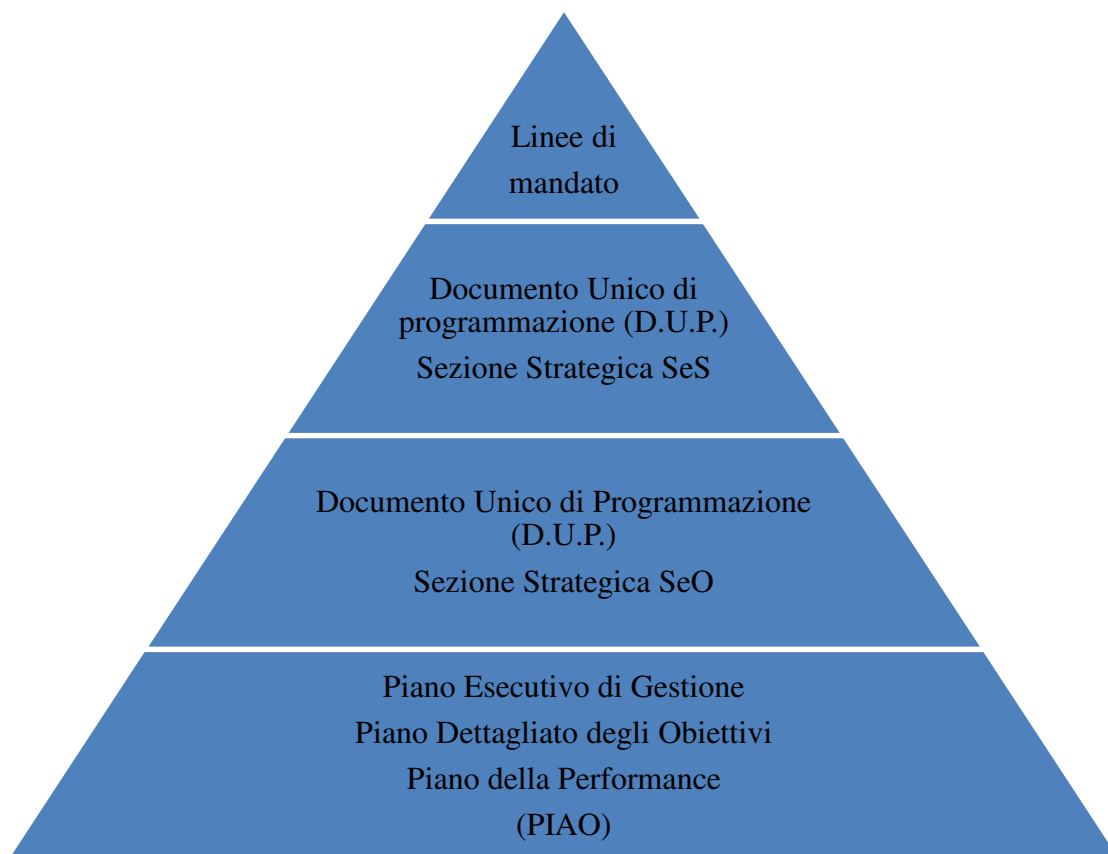 Linee di
mandato
Documento Unico di
programmazione (D.U.P.)
Sezione Strategica SeS
Documento Unico di Programmazione
(D.U.P.)
Sezione Strategica SeO
Piano Esecutivo di Gestione
Piano Dettagliato degli Obiettivi
Piano della Performance
(PIAO)